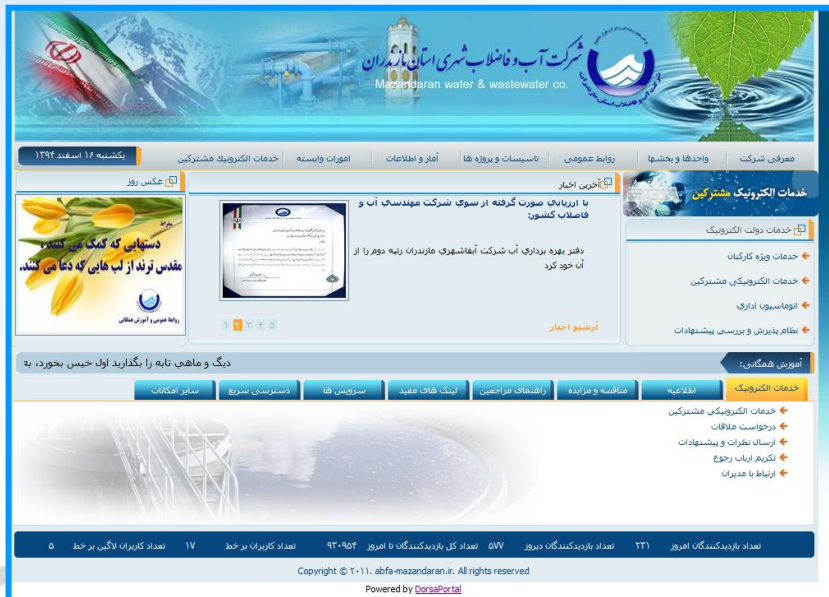 شرکت آب و فاضلاب شهری استان مازندران
Mazandaran water & wastewater co.
معرفی شرکت
واحدها و بخشها
روابط عمومی
تاسیسات و پروژه ها
آمار و اطلاعات
امورات وابسته
خدمات الکترونیک مشترکین
یکشنبه ۱۶ اسفند ۱۳۹۴
خدمات الکترونیک مشترکین
خدمات دولت الکترونیک
خدمات ویژه کارکنان
خدمات الکترونیکی مشترکین
اتوماسیون اداری
نظام پذیرش و بررسی پیشنهادات
آخرین اخبار
با ارزیابی صورت گرفته از سوی شرکت مهندسی آب و
فاضلاب کشور:
دفتر بهره برداری آب شرکت آبفاشهری مازندران رتبه دوم را از
آن خود کرد
آرشیو اخبار
۱ ۲ ۳ ۴ ۵
عکس روز
سقراط
دستهایی که کمک می کنند ،
مقدس ترند از لب هایی که دعا می کنند.
روابط عمومی و آموزش همگانی
آموزش همگانی:
دیگ و ماهی تابه را بگذارید اول خیس بخورد، به
خدمات الکترونیک
اطلاعیه
مناقصه و مزایده
راهنمای مراجعین
لینک های مفید
سرویس ها
دسترسی سریع
سایر امکانات
خدمات الکترونیکی مشترکین
درخواست ملاقات
ارسال نظرات و پیشنهادات
تکریم ارباب رجوع
ارتباط با مدیران
تعداد بازدیدکنندگان امروز ۲۳۱ تعداد بازدیدکنندگان دیروز ۵۷۷ تعداد کل بازدیدکنندگان تا امروز ۹۳۰۹۵۴ تعداد کاربران بر خط ۱۷ تعداد کاربران لاگین بر خط ۵
Copyright © ۲۰۱۱. abfa-mazandaran.ir. All rights reserved
Powered by DorsaPortal